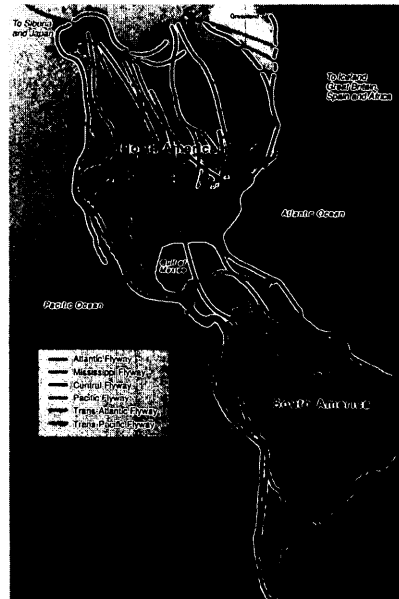 To Siberia
and Japan
Greenland
To Iceland
Great Britain,
Spain and Africa
North America
Atlantic Ocean
Gulf of
Mexico
Pacific Ocean
Atlantic Flyway
Mississippi Flyway
Central Flyway
Pacific Flyway
Trans-Atlantic Flyway
Trans-Pacific Flyway
South America